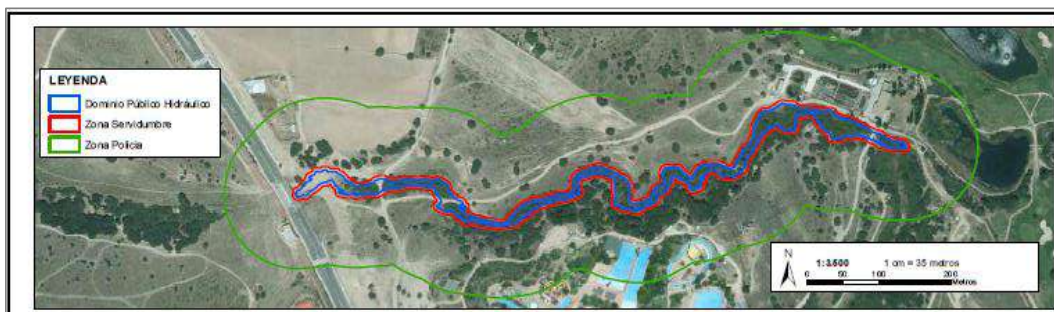 LEYENDA
Dominio Público Hidráulico
Zona Servidumbre
Zona Policia
N
1:3.500 1 cm = 35 metros
0 50 100 200
Metros